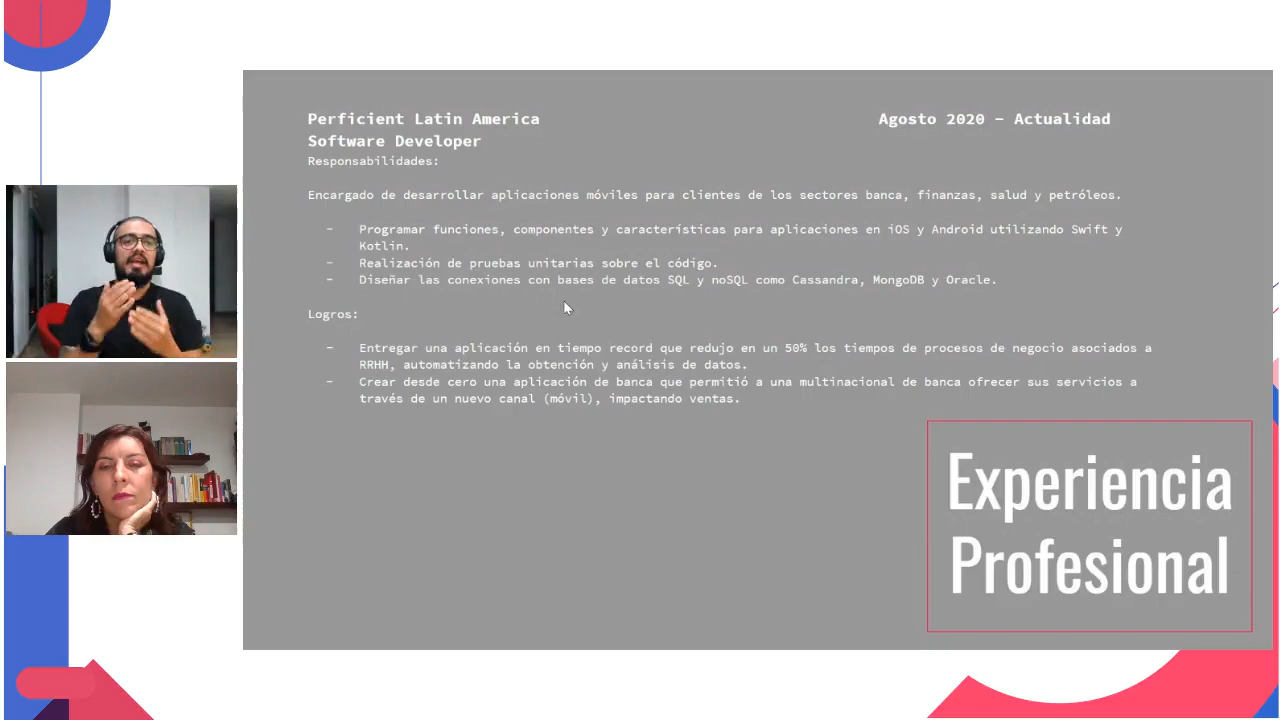 Perficient Latin America
Agosto 2020 – Actualidad
Software Developer
Responsabilidades:
Encargado de desarrollar aplicaciones móviles para clientes de los sectores banca, finanzas, salud y petróleos.
- Programar funciones, componentes y características para aplicaciones en iOS y Android utilizando Swift y
Kotlin.
- Realización de pruebas unitarias sobre el código.
- Diseñar las conexiones con bases de datos SQL y noSQL como Cassandra, MongoDB y Oracle.
Logros:
- Entregar una aplicación en tiempo record que redujo en un 50% los tiempos de procesos de negocio asociados a
RRHH, automatizando la obtención y análisis de datos.
- Crear desde cero una aplicación de banca que permitió a una multinacional de banca ofrecer sus servicios a
través de un nuevo canal (móvil), impactando ventas.
Experiencia
Profesional